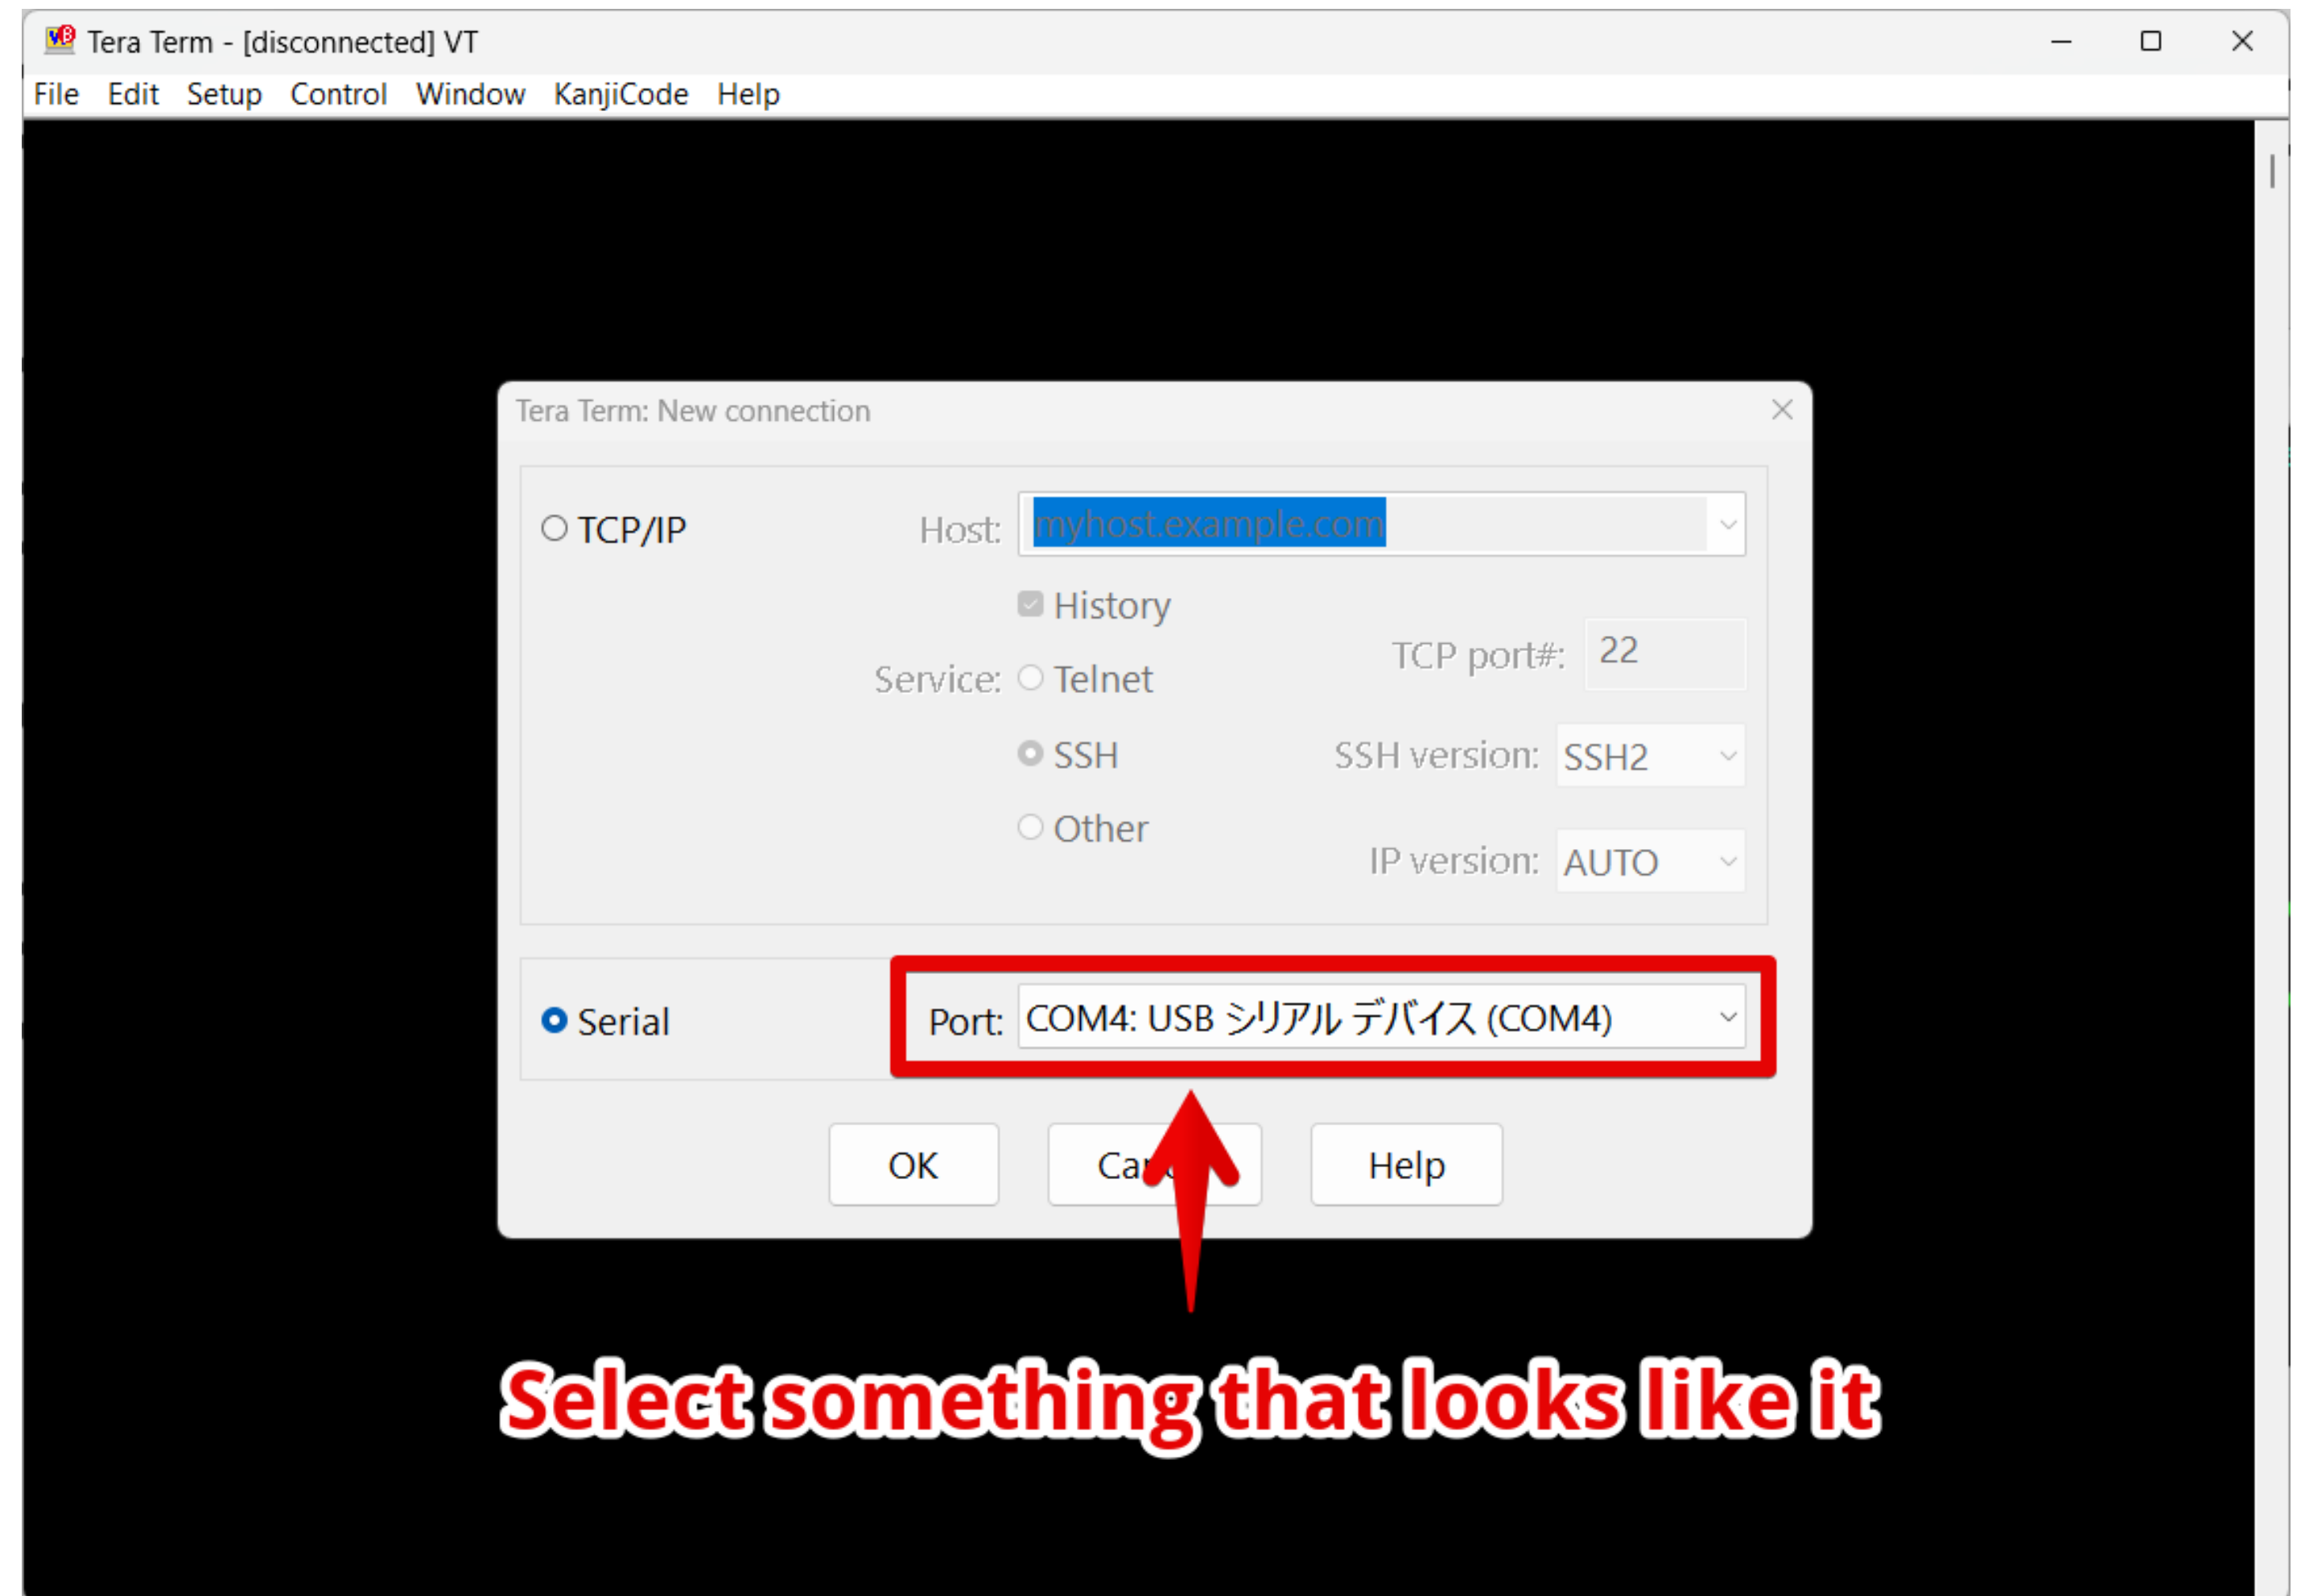 Tera Term - [disconnected] VT
File Edit Setup Control Window KanjiCode Help
Tera Term: New connection
TCP/IP Host: myhost.example.com
History
TCP port#: 22
Service: Telnet
SSH SSH version: SSH2
Other
IP version: AUTO
Serial Port: COM4: USB シリアル デバイス (COM4)
OK Help
Select something that looks like it